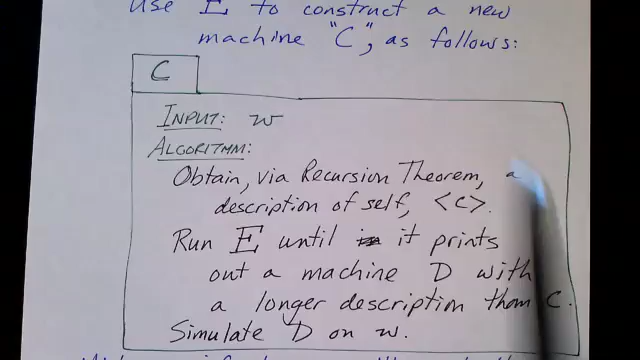 Use E to construct a new
machine "C", as follows:
C
INPUT: w
ALGORITHM:
Obtain, via Recursion Theorem, a
description of self, <C>.
Run E until it prints
out a machine D with
a longer description than C.
Simulate D on w.